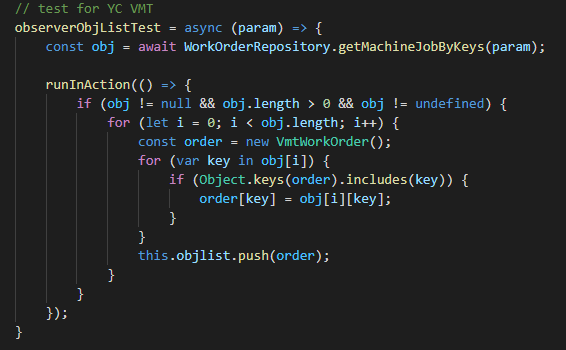 // test for YC VMT
observerObjListTest = async (param) => {
const obj = await WorkOrderRepository.getMachineJobByKeys(param);
runInAction(() => {
if (obj != null && obj.length > 0 && obj != undefined) {
for (let i = 0; i < obj.length; i++) {
const order = new VmtWorkOrder();
for (var key in obj[i]) {
if (Object.keys(order).includes(key)) {
order[key] = obj[i][key];
}
}
this.objlist.push(order);
}
}
});
}